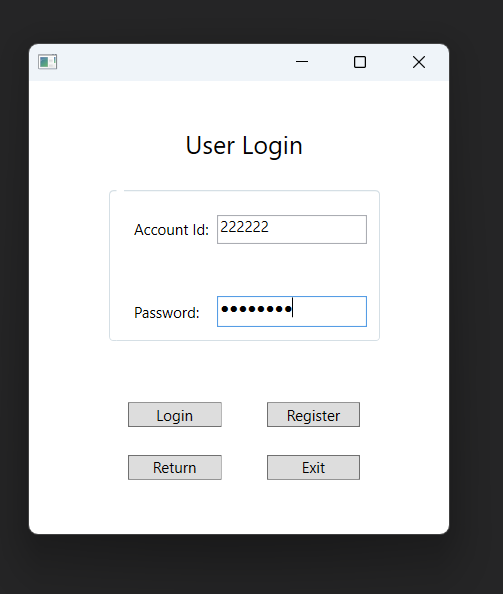 User Login
Account Id: 222222
Password: ●●●●●●●●
Login Register
Return Exit